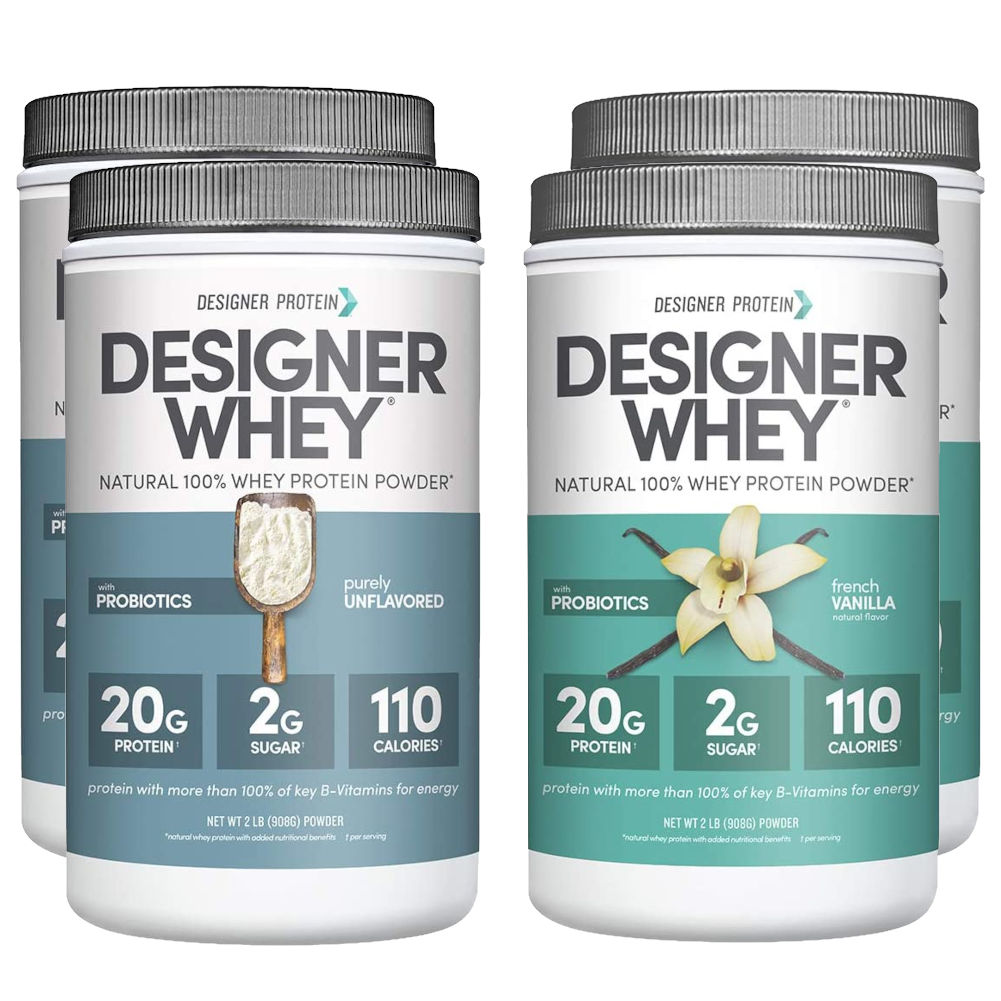 DESIGNER PROTEIN
DESIGNER
WHEY®
NATURAL 100% WHEY PROTEIN POWDER*
with
PROBIOTICS
purely
UNFLAVORED
20G
PROTEIN†
2G
SUGAR†
110
CALORIES†
protein with more than 100% of key B-Vitamins for energy
NET WT 2 LB (908G) POWDER
*natural whey protein with added nutritional benefits † per serving
DESIGNER PROTEIN
DESIGNER
WHEY®
NATURAL 100% WHEY PROTEIN POWDER*
with
PROBIOTICS
french
VANILLA
natural flavor
20G
PROTEIN†
2G
SUGAR†
110
CALORIES†
protein with more than 100% of key B-Vitamins for energy
NET WT 2 LB (908G) POWDER
*natural whey protein with added nutritional benefits † per serving